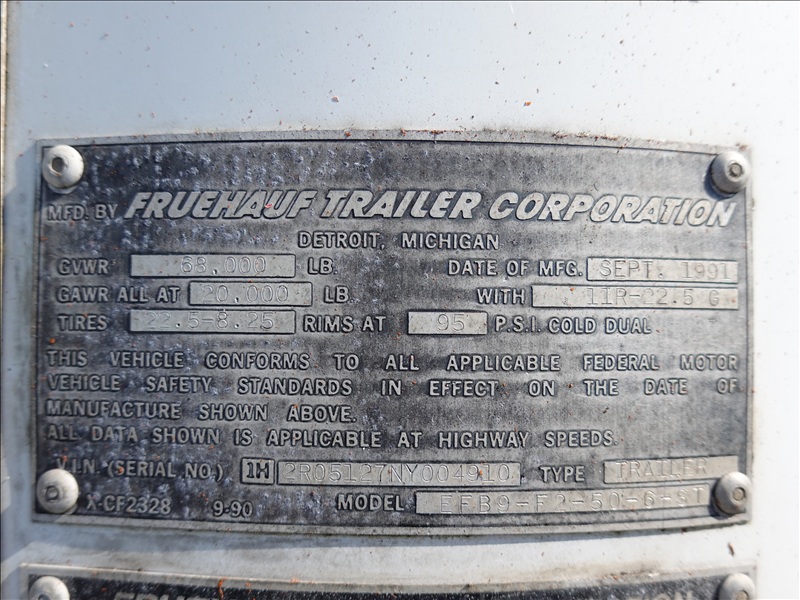 MFD. BY FRUEHAUF TRAILER CORPORATION
DETROIT, MICHIGAN
GVWR 68,000 LB. DATE OF MFG. SEPT. 1991
GAWR ALL AT 20,000 LB. WITH 11R-22.5 G
TIRES 22.5-8.25 RIMS AT 95 P.S.I. COLD DUAL
THIS VEHICLE CONFORMS TO ALL APPLICABLE FEDERAL MOTOR
VEHICLE SAFETY STANDARDS IN EFFECT ON THE DATE OF
MANUFACTURE SHOWN ABOVE.
ALL DATA SHOWN IS APPLICABLE AT HIGHWAY SPEEDS.
V.I.N. (SERIAL NO.) 1H 2R05127NY004910 TYPE TRAILER
X-CF2328 9-90 MODEL EFB9-F2-50-6-ST